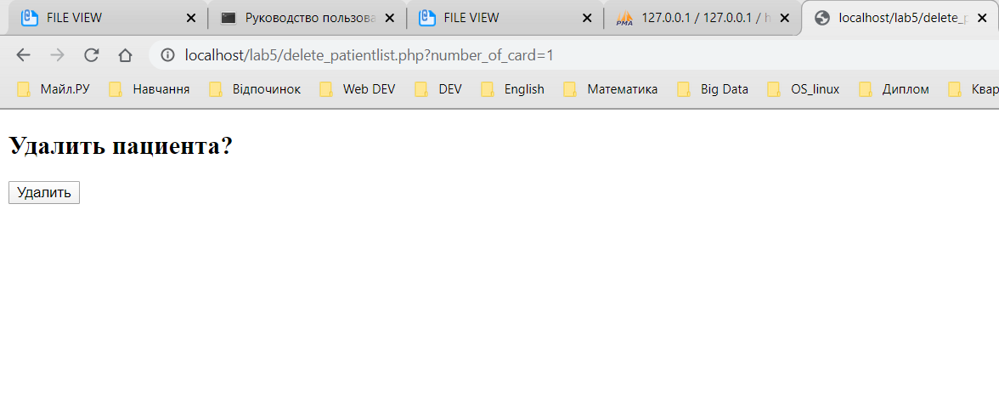 FILE VIEW Руководство пользова FILE VIEW 127.0.0.1 / 127.0.0.1 / h localhost/lab5/delete_p
localhost/lab5/delete_patientlist.php?number_of_card=1
Майл.РУ Навчання Відпочинок Web DEV DEV English Математика Big Data OS_linux Диплом Квар
Удалить пациента?
Удалить